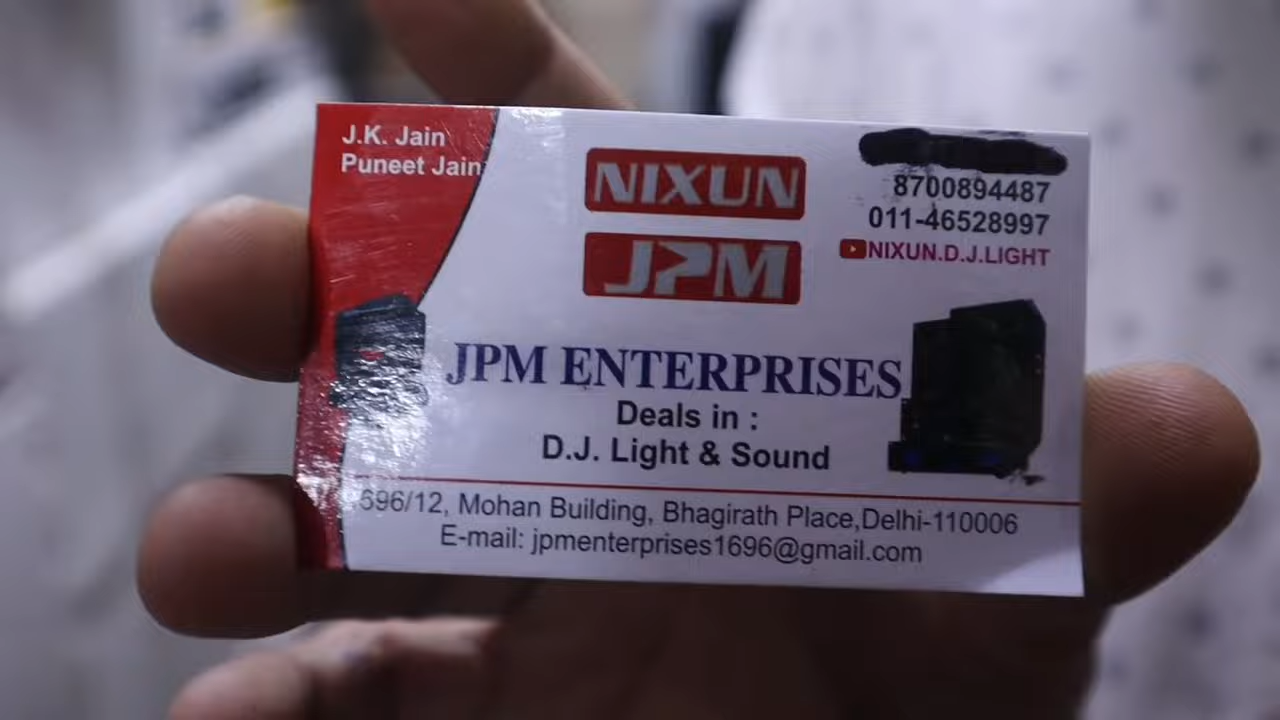 J.K. Jain
Puneet Jain
NIXUN
JPM
8700894487
011-46528997
NIXUN.D.J.LIGHT
JPM ENTERPRISES
Deals in :
D.J. Light & Sound
696/12, Mohan Building, Bhagirath Place,Delhi-110006
E-mail: jpmenterprises1696@gmail.com